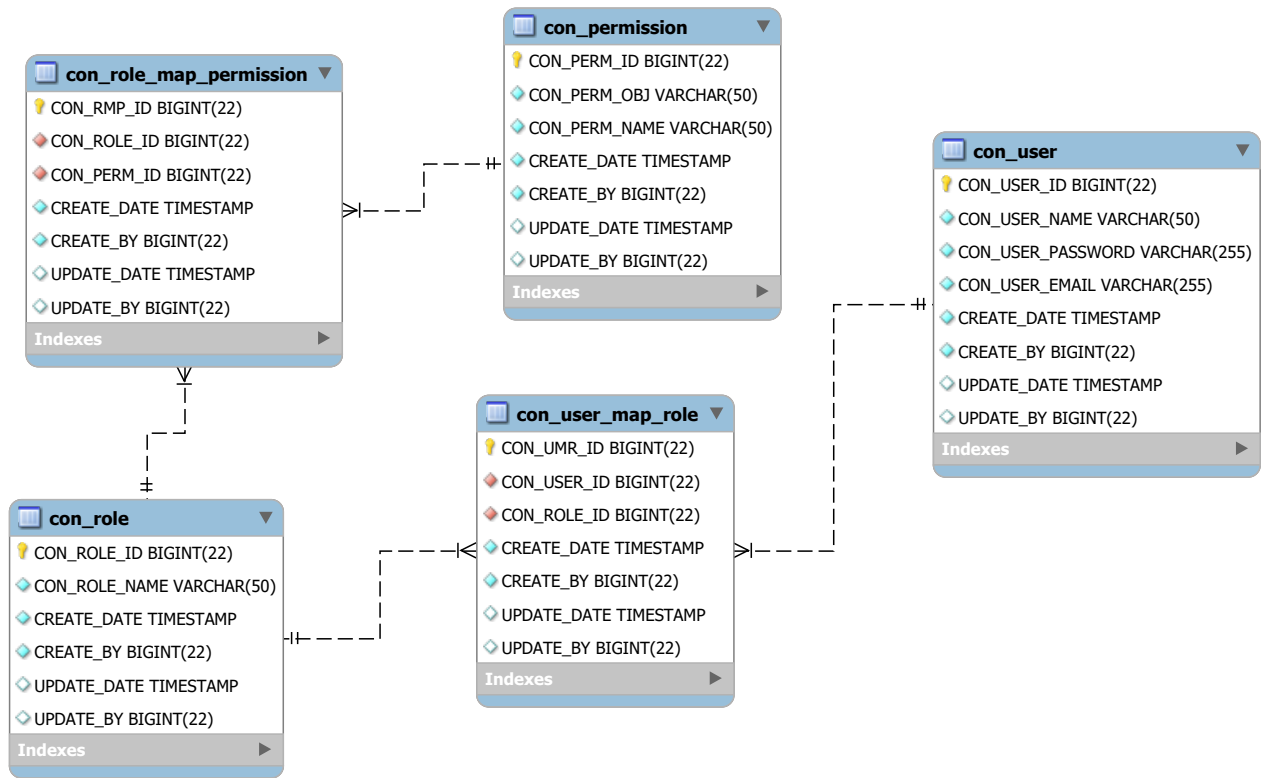 con_role_map_permission
CON_RMP_ID BIGINT(22)
CON_ROLE_ID BIGINT(22)
CON_PERM_ID BIGINT(22)
CREATE_DATE TIMESTAMP
CREATE_BY BIGINT(22)
UPDATE_DATE TIMESTAMP
UPDATE_BY BIGINT(22)
Indexes
con_permission
CON_PERM_ID BIGINT(22)
CON_PERM_OBJ VARCHAR(50)
CON_PERM_NAME VARCHAR(50)
CREATE_DATE TIMESTAMP
CREATE_BY BIGINT(22)
UPDATE_DATE TIMESTAMP
UPDATE_BY BIGINT(22)
Indexes
con_user
CON_USER_ID BIGINT(22)
CON_USER_NAME VARCHAR(50)
CON_USER_PASSWORD VARCHAR(255)
CON_USER_EMAIL VARCHAR(255)
CREATE_DATE TIMESTAMP
CREATE_BY BIGINT(22)
UPDATE_DATE TIMESTAMP
UPDATE_BY BIGINT(22)
Indexes
con_role
CON_ROLE_ID BIGINT(22)
CON_ROLE_NAME VARCHAR(50)
CREATE_DATE TIMESTAMP
CREATE_BY BIGINT(22)
UPDATE_DATE TIMESTAMP
UPDATE_BY BIGINT(22)
Indexes
con_user_map_role
CON_UMR_ID BIGINT(22)
CON_USER_ID BIGINT(22)
CON_ROLE_ID BIGINT(22)
CREATE_DATE TIMESTAMP
CREATE_BY BIGINT(22)
UPDATE_DATE TIMESTAMP
UPDATE_BY BIGINT(22)
Indexes